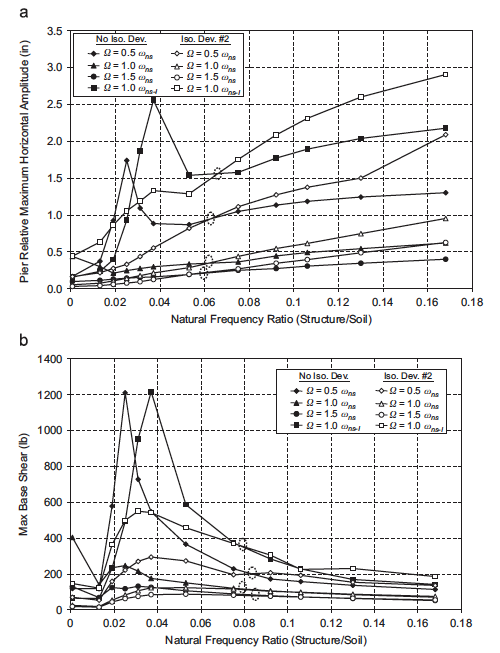 a
3.5
3.0
2.5
2.0
1.5
1.0
0.5
0.0
Pier Relative Maximum Horizontal Amplitude (in)
No Iso. Dev. Iso. Dev. #2
Ω = 0.5 ωns Ω = 0.5 ωns
Ω = 1.0 ωns Ω = 1.0 ωns
Ω = 1.5 ωns Ω = 1.5 ωns
Ω = 1.0 ωns-I Ω = 1.0 ωns-I
0 0.02 0.04 0.06 0.08 0.1 0.12 0.14 0.16 0.18
Natural Frequency Ratio (Structure/Soil)
b
1400
1200
1000
800
600
400
200
0
Max Base Shear (lb)
No Iso. Dev. Iso. Dev. #2
Ω = 0.5 ωns Ω = 0.5 ωns
Ω = 1.0 ωns Ω = 1.0 ωns
Ω = 1.5 ωns Ω = 1.5 ωns
Ω = 1.0 ωns-I Ω = 1.0 ωns-I
0 0.02 0.04 0.06 0.08 0.1 0.12 0.14 0.16 0.18
Natural Frequency Ratio (Structure/Soil)